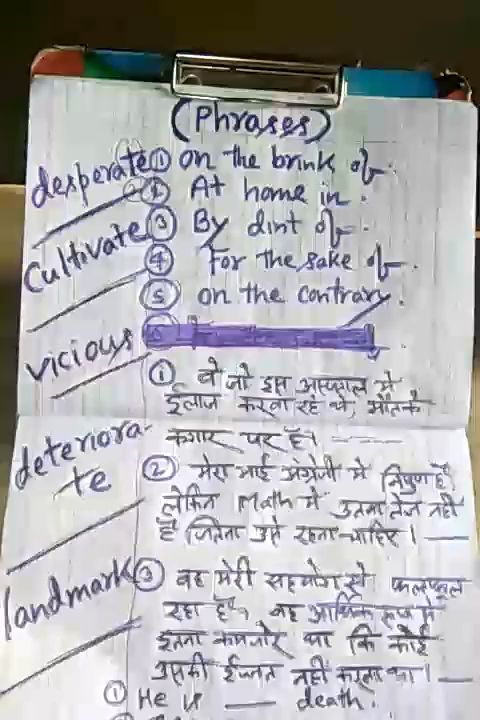 (Phrases)
desperate
① on the brink of.
② At home in.
Cultivate
③ By dint of.
④ For the sake of
⑤ on the contrary.
vicious
① वो जो इस अस्पताल में
ईलाज करवा रहे थे, मौत के
कगार पर हैं।
deteriora-
te
② मेरा भाई अंग्रेजी में निपुण है,
लेकिन Math में उतना तेज नहीं
है जितना उसे रहना चाहिए।
landmark
③ वह मेरी सहयोग से फलफूल
रहा है, वह आर्थिक रूप में
इतना कमजोर था कि कोई
उसकी ईज्जत नहीं करता था।
① He is ___ death.